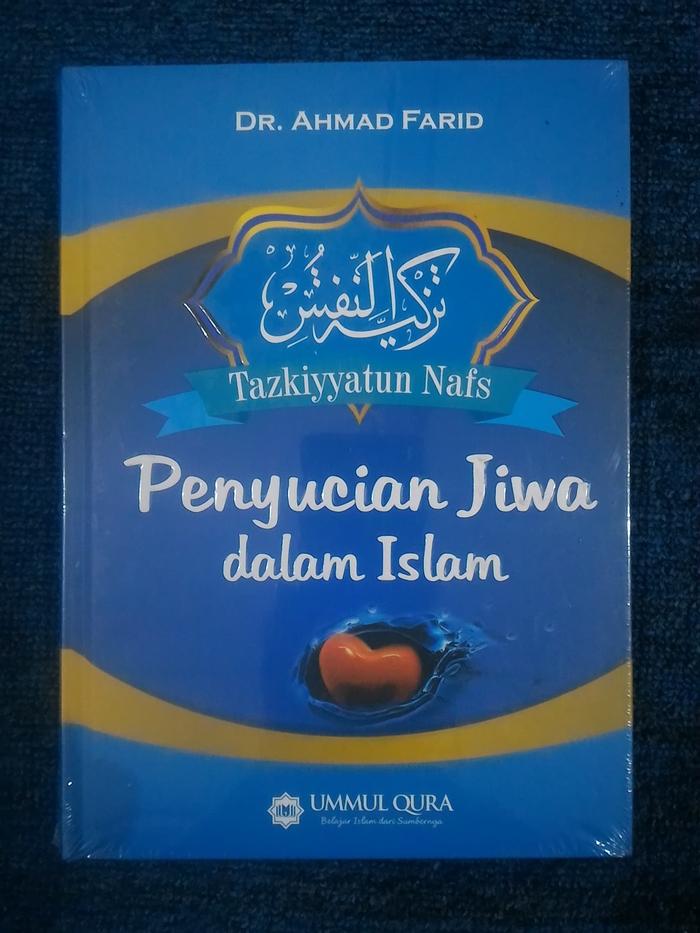 DR. AHMAD FARID
تزكية النفس
Tazkiyyatun Nafs
Penyucian Jiwa
dalam Islam
UMMUL QURA
Belajar Islam dari Sumbernya